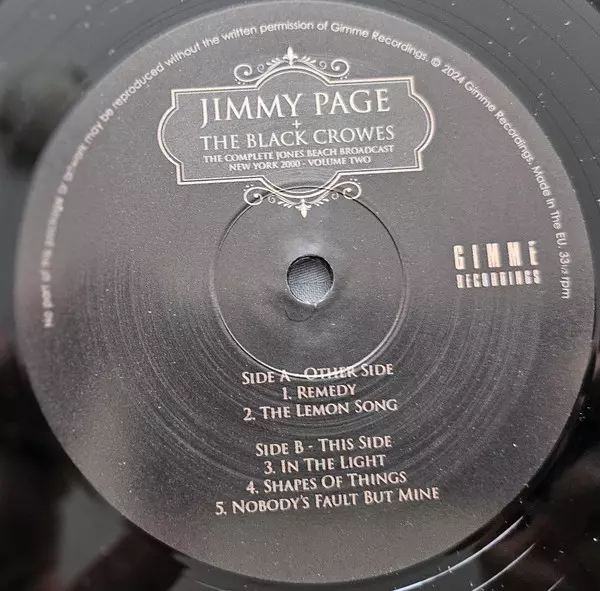 No part of this package or artwork may be reproduced without the written permission of Gimme Recordings. © 2024 Gimme Recordings. Made in the EU. 33 1/3 rpm
JIMMY PAGE
+
THE BLACK CROWES
THE COMPLETE JONES BEACH BROADCAST
NEW YORK 2000 - VOLUME TWO
GIMME
RECORDINGS
SIDE A - OTHER SIDE
1. REMEDY
2. THE LEMON SONG
SIDE B - THIS SIDE
3. IN THE LIGHT
4. SHAPES OF THINGS
5. NOBODY'S FAULT BUT MINE